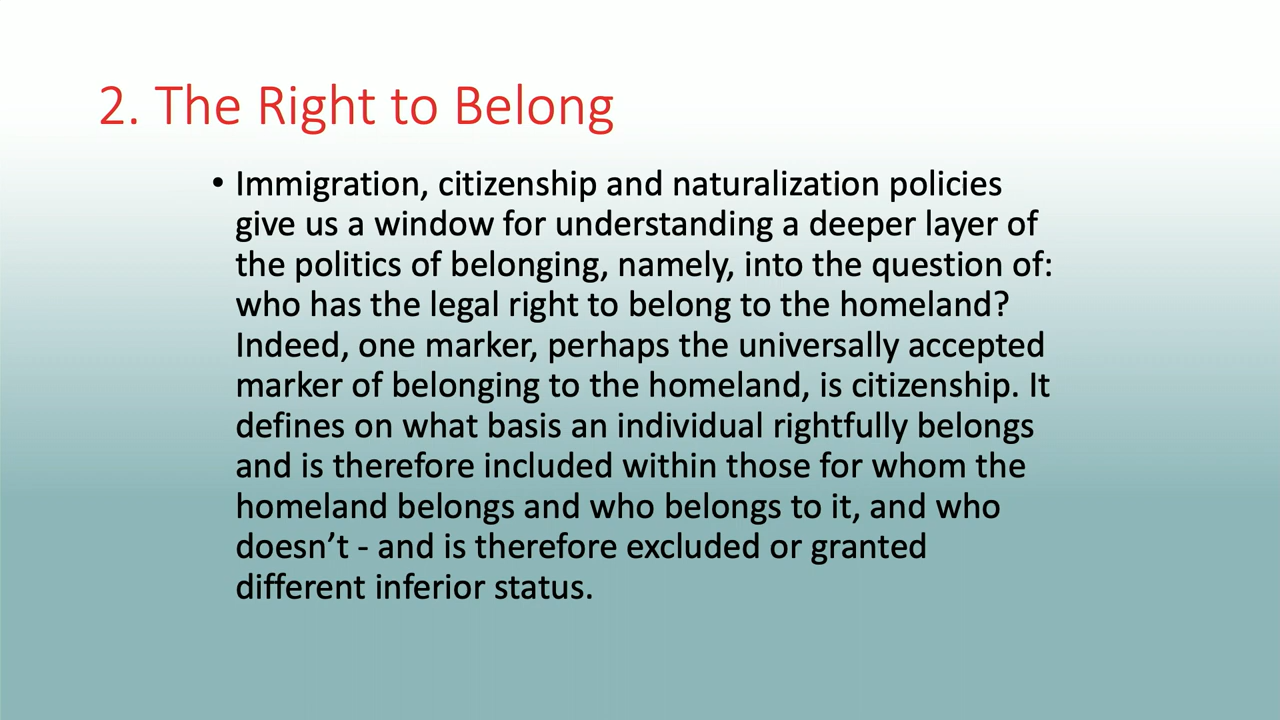 2. The Right to Belong
• Immigration, citizenship and naturalization policies
give us a window for understanding a deeper layer of
the politics of belonging, namely, into the question of:
who has the legal right to belong to the homeland?
Indeed, one marker, perhaps the universally accepted
marker of belonging to the homeland, is citizenship. It
defines on what basis an individual rightfully belongs
and is therefore included within those for whom the
homeland belongs and who belongs to it, and who
doesn’t - and is therefore excluded or granted
different inferior status.